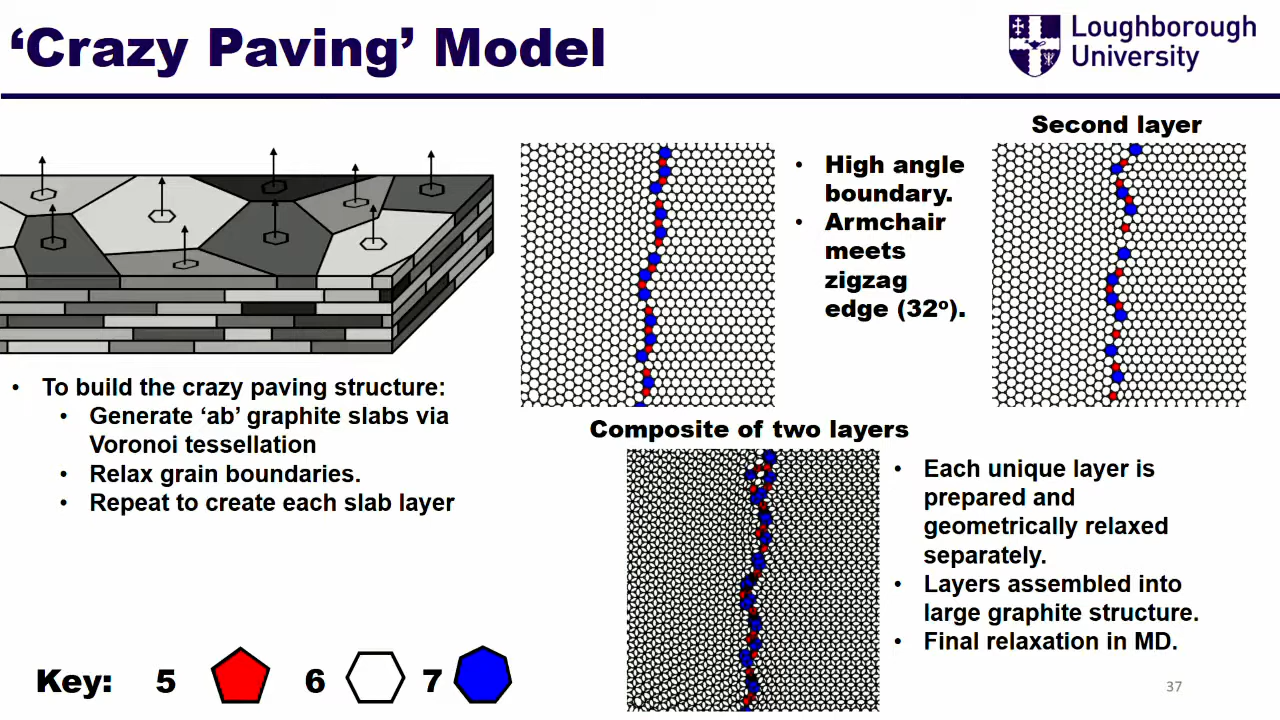 ‘Crazy Paving’ Model
Loughborough
University
• To build the crazy paving structure:
• Generate ‘ab’ graphite slabs via
Voronoi tessellation
• Relax grain boundaries.
• Repeat to create each slab layer
• High angle
boundary.
• Armchair
meets
zigzag
edge (32º).
Second layer
Composite of two layers
• Each unique layer is
prepared and
geometrically relaxed
separately.
• Layers assembled into
large graphite structure.
• Final relaxation in MD.
Key: 5 6 7
37